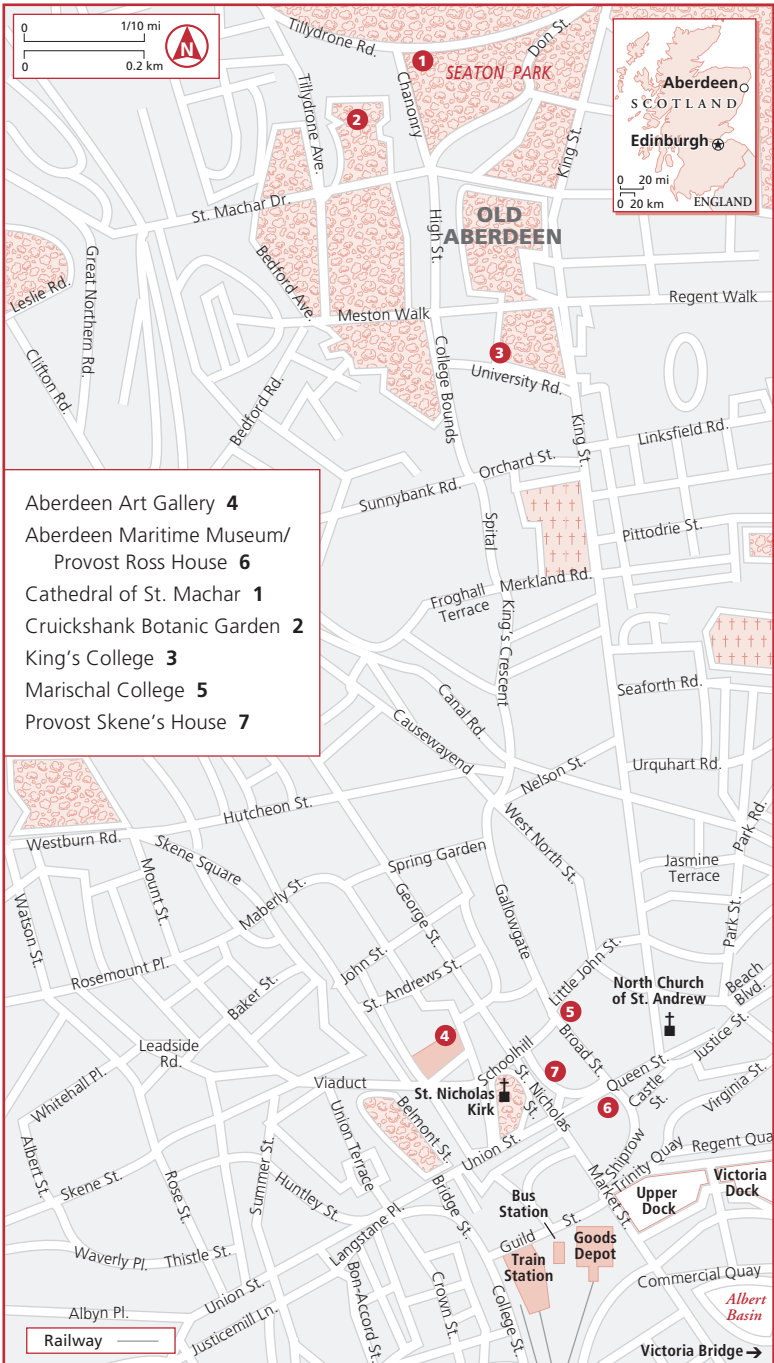 0 1/10 mi
0 0.2 km
N
Tillydrone Rd.
1
SEATON PARK
Don St.
Aberdeen
SCOTLAND
Edinburgh
0 20 mi
0 20 km
ENGLAND
Tillydrone Ave.
Chanonry
2
King St.
St. Machar Dr.
High St.
OLD
ABERDEEN
Great Northern Rd.
Leslie Rd.
Bedford Ave.
Meston Walk
Regent Walk
3
University Rd.
Clifton Rd.
College Bounds
Bedford Rd.
King St.
Linksfield Rd.
Orchard St.
Sunnybank Rd.
Spital
Pittodrie St.
Aberdeen Art Gallery 4
Aberdeen Maritime Museum/
Provost Ross House 6
Cathedral of St. Machar 1
Cruickshank Botanic Garden 2
King's College 3
Marischal College 5
Provost Skene's House 7
Froghall
Terrace
Merkland Rd.
King's Crescent
Seaforth Rd.
Canal Rd.
Causewayend
Nelson St.
Urquhart Rd.
Hutcheon St.
West North St.
Park Rd.
Westburn Rd.
Skene Square
Spring Garden
Jasmine
Terrace
Mount St.
Watson St.
Maberly St.
George St.
Gallowgate
Park St.
Rosemount Pl.
John St.
Little John St.
North Church
of St. Andrew
Beach
Blvd.
Baker St.
St. Andrews St.
5
4
Broad St.
Justice St.
Leadside
Rd.
Schoolhill
7
Queen St.
Viaduct
St. Nicholas
Kirk
St. Nicholas
St.
6
Castle
St.
Virginia St.
Whitehall Pl.
Belmont St.
Union St.
Shiprow
Albert St.
Union Terrace
Trinity Quay
Regent Qua
Skene St.
Rose St.
Summer St.
Huntley St.
Bridge St.
Market St.
Upper
Dock
Victoria
Dock
Bus
Station
Langstane Pl.
Guild St.
Goods
Depot
Waverly Pl.
Thistle St.
Train
Station
Commercial Quay
Union St.
Bon-Accord St.
Crown St.
College St.
Albert
Basin
Albyn Pl.
Justicemill Ln.
Railway
Victoria Bridge